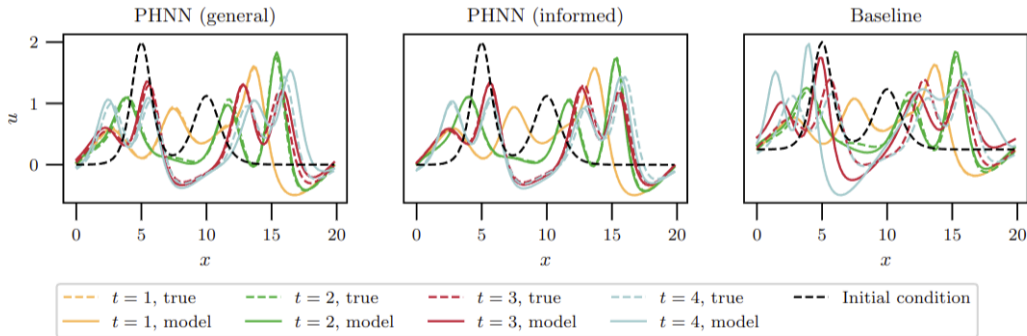 PHNN (general) PHNN (informed) Baseline
2
1
0
u
0 5 10 15 20 0 5 10 15 20 0 5 10 15 20
x x x
t = 1, true t = 2, true t = 3, true t = 4, true Initial condition
t = 1, model t = 2, model t = 3, model t = 4, model